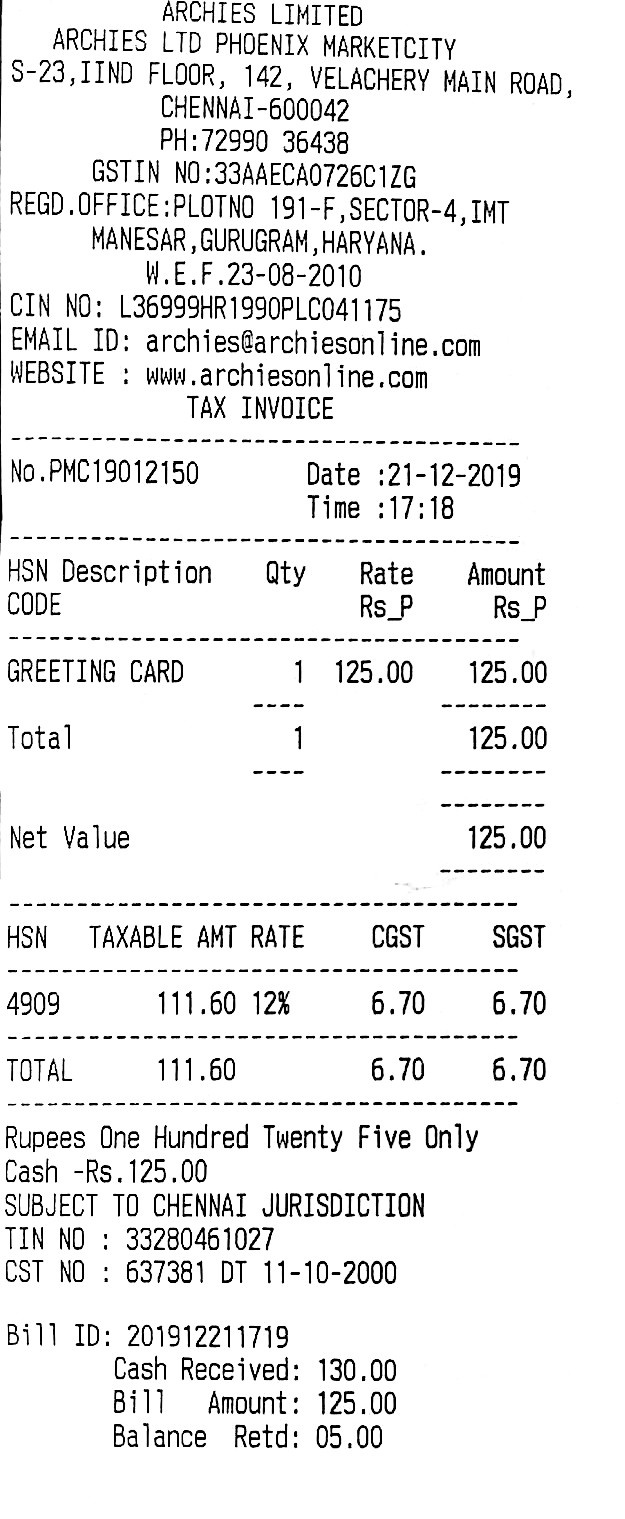 ARCHIES LIMITED
ARCHIES LTD PHOENIX MARKETCITY
S-23,IIND FLOOR, 142, VELACHERY MAIN ROAD,
CHENNAI-600042
PH:72990 36438
GSTIN NO:33AAECA0726C1ZG
REGD.OFFICE:PLOTNO 191-F,SECTOR-4,IMT
MANESAR,GURUGRAM,HARYANA.
W.E.F.23-08-2010
CIN NO: L36999HR1990PLC041175
EMAIL ID: archies@archiesonline.com
WEBSITE : www.archiesonline.com
TAX INVOICE
No.PMC19012150 Date :21-12-2019
Time :17:18
HSN Description Qty Rate Amount
CODE Rs_P Rs_P
GREETING CARD 1 125.00 125.00
Total 1 125.00
Net Value 125.00
HSN TAXABLE AMT RATE CGST SGST
4909 111.60 12% 6.70 6.70
TOTAL 111.60 6.70 6.70
Rupees One Hundred Twenty Five Only
Cash -Rs.125.00
SUBJECT TO CHENNAI JURISDICTION
TIN NO : 33280461027
CST NO : 637381 DT 11-10-2000
Bill ID: 201912211719
Cash Received: 130.00
Bill Amount: 125.00
Balance Retd: 05.00